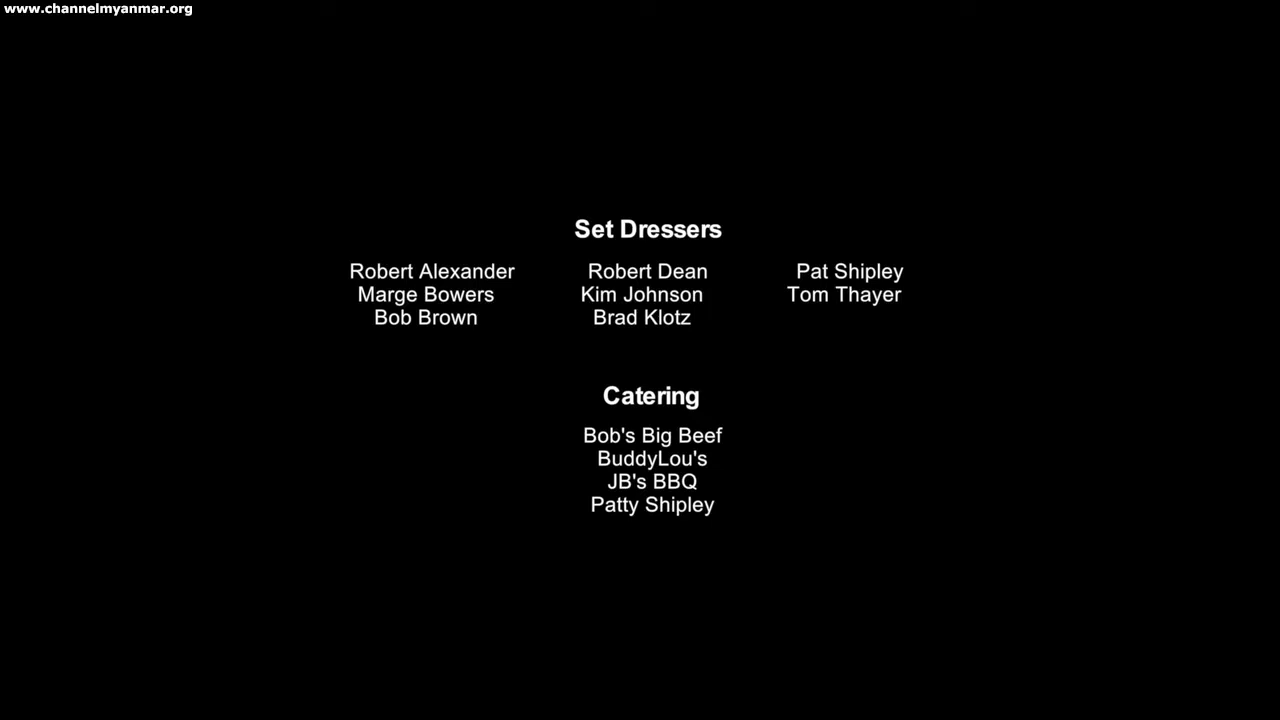 www.channelmyanmar.org
Set Dressers
Robert Alexander Robert Dean Pat Shipley
Marge Bowers Kim Johnson Tom Thayer
Bob Brown Brad Klotz
Catering
Bob's Big Beef
BuddyLou's
JB's BBQ
Patty Shipley